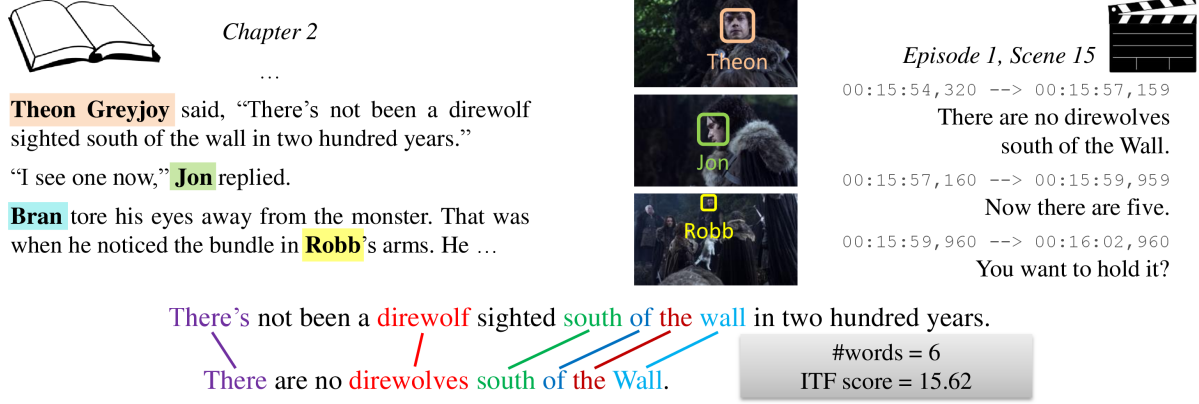 Chapter 2
…
Theon Greyjoy said, “There’s not been a direwolf
sighted south of the wall in two hundred years.”
“I see one now,” Jon replied.
Bran tore his eyes away from the monster. That was
when he noticed the bundle in Robb’s arms. He …
Theon
Jon
Robb
Episode 1, Scene 15
00:15:54,320 --> 00:15:57,159
There are no direwolves
south of the Wall.
00:15:57,160 --> 00:15:59,959
Now there are five.
00:15:59,960 --> 00:16:02,960
You want to hold it?
There’s not been a direwolf sighted south of the wall in two hundred years.
There are no direwolves south of the Wall.
#words = 6
ITF score = 15.62